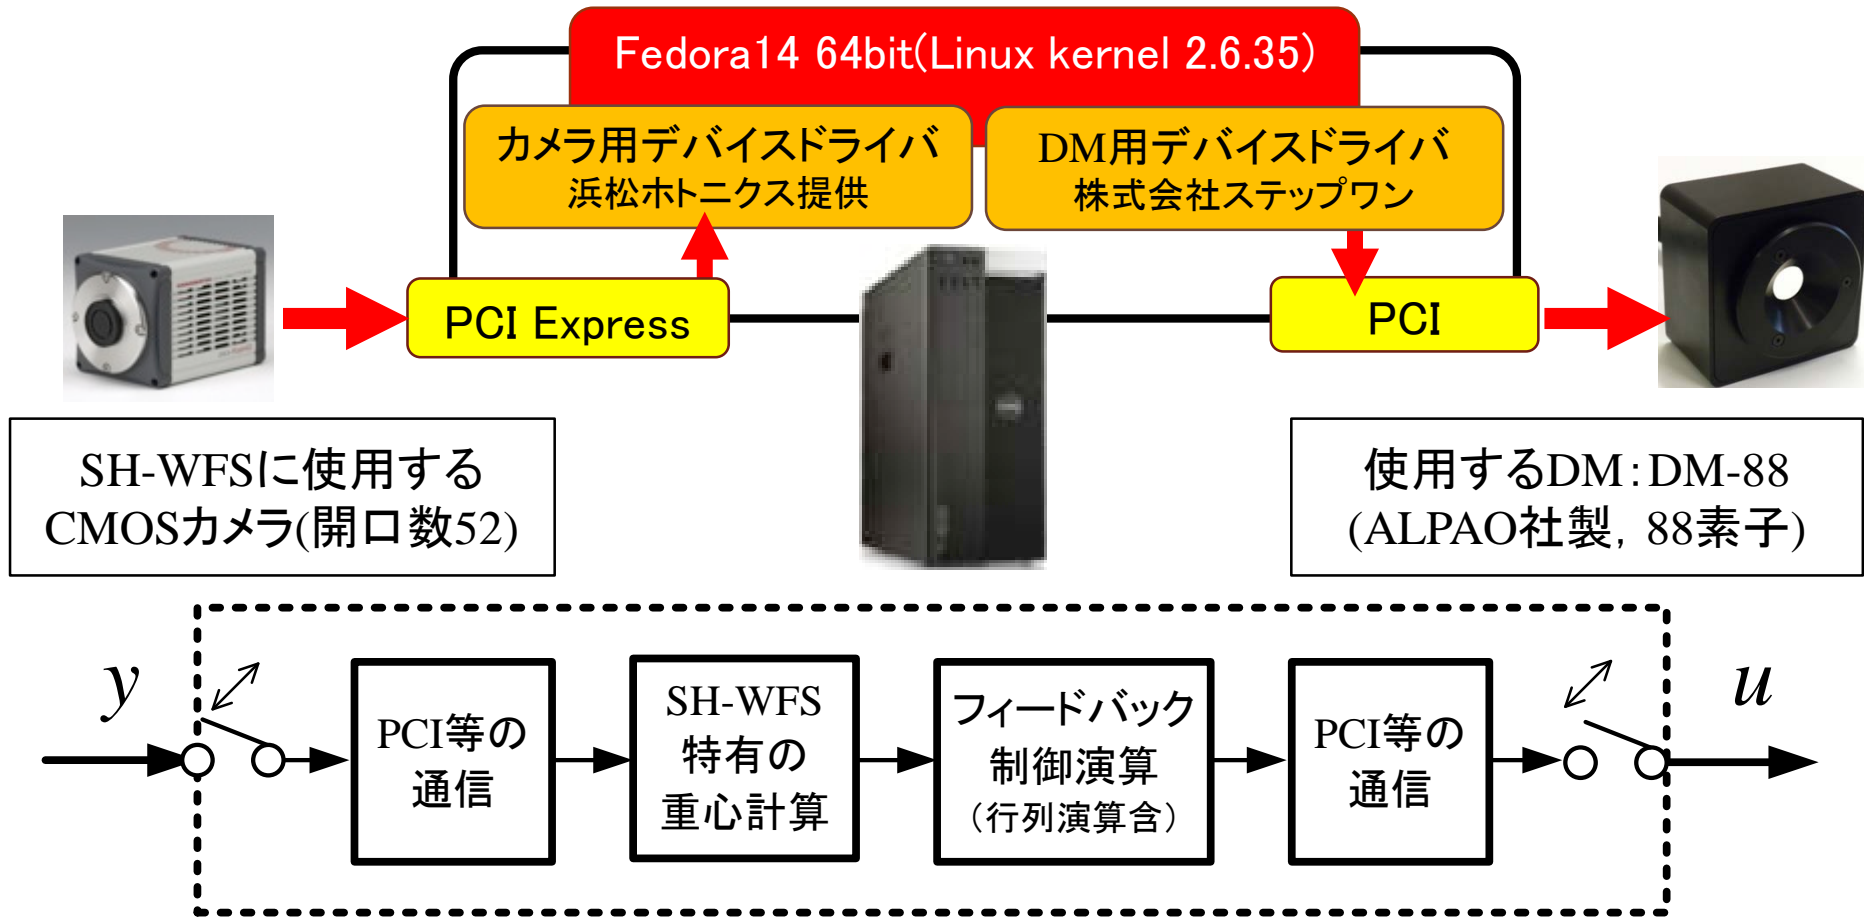 Fedora14 64bit(Linux kernel 2.6.35)
カメラ用デバイスドライバ
浜松ホトニクス提供
DM用デバイスドライバ
株式会社ステップワン
PCI Express
PCI
SH-WFSに使用する
CMOSカメラ(開口数52)
使用するDM：DM-88
(ALPAO社製，88素子)
y
PCI等の
通信
SH-WFS
特有の
重心計算
フィードバック
制御演算
（行列演算含）
PCI等の
通信
u